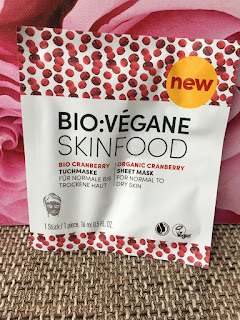 new
BIO:VÉGANE
SKINFOOD
BIO CRANBERRY
TUCHMASKE
FÜR NORMALE BIS
TROCKENE HAUT
ORGANIC CRANBERRY
SHEET MASK
FOR NORMAL TO
DRY SKIN
1 Stück / 1 piece, 16 ml